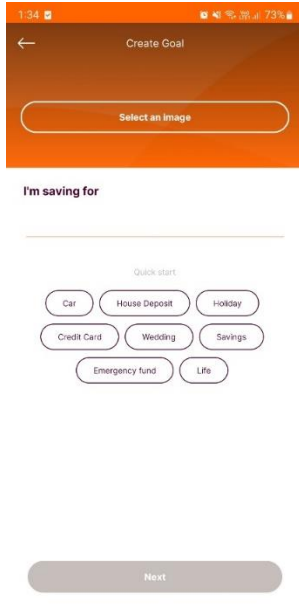 1:34 73%
Create Goal
Select an image
I'm saving for
Quick start
Car House Deposit Holiday
Credit Card Wedding Savings
Emergency fund Life
Next